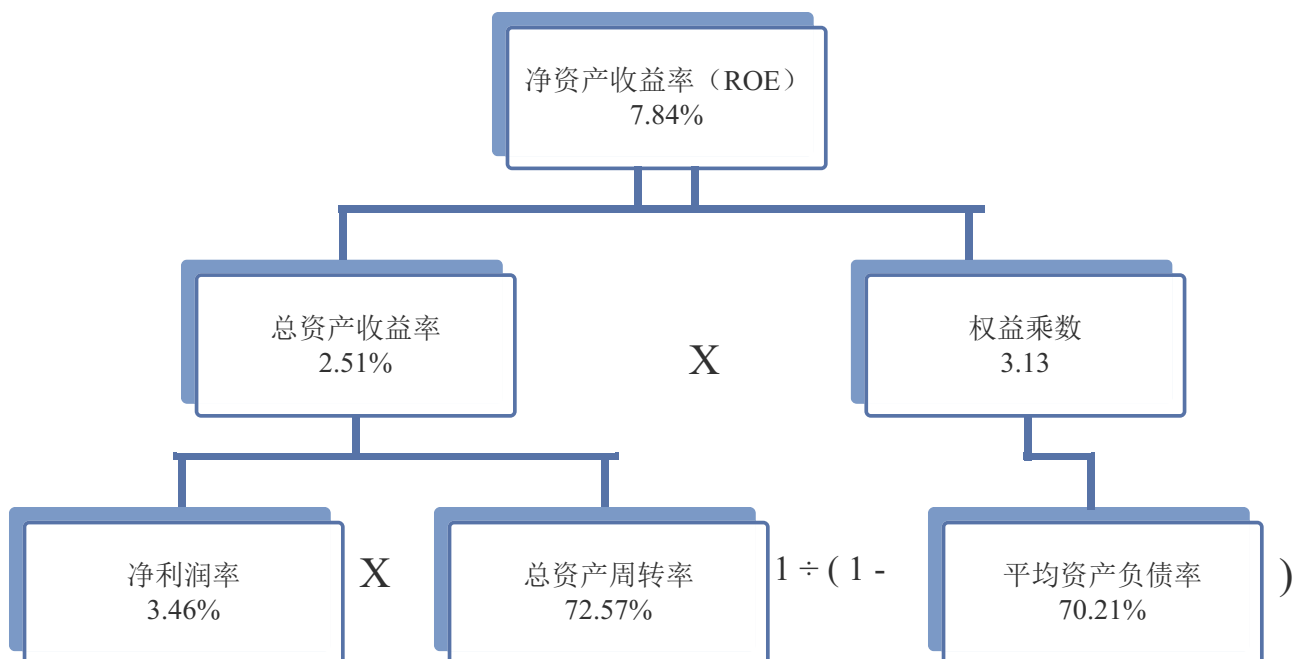 净资产收益率（ROE）
7.84%
总资产收益率
2.51%
X
权益乘数
3.13
净利润率
3.46%
X
总资产周转率
72.57%
1 ÷ ( 1 -
平均资产负债率
70.21%
)